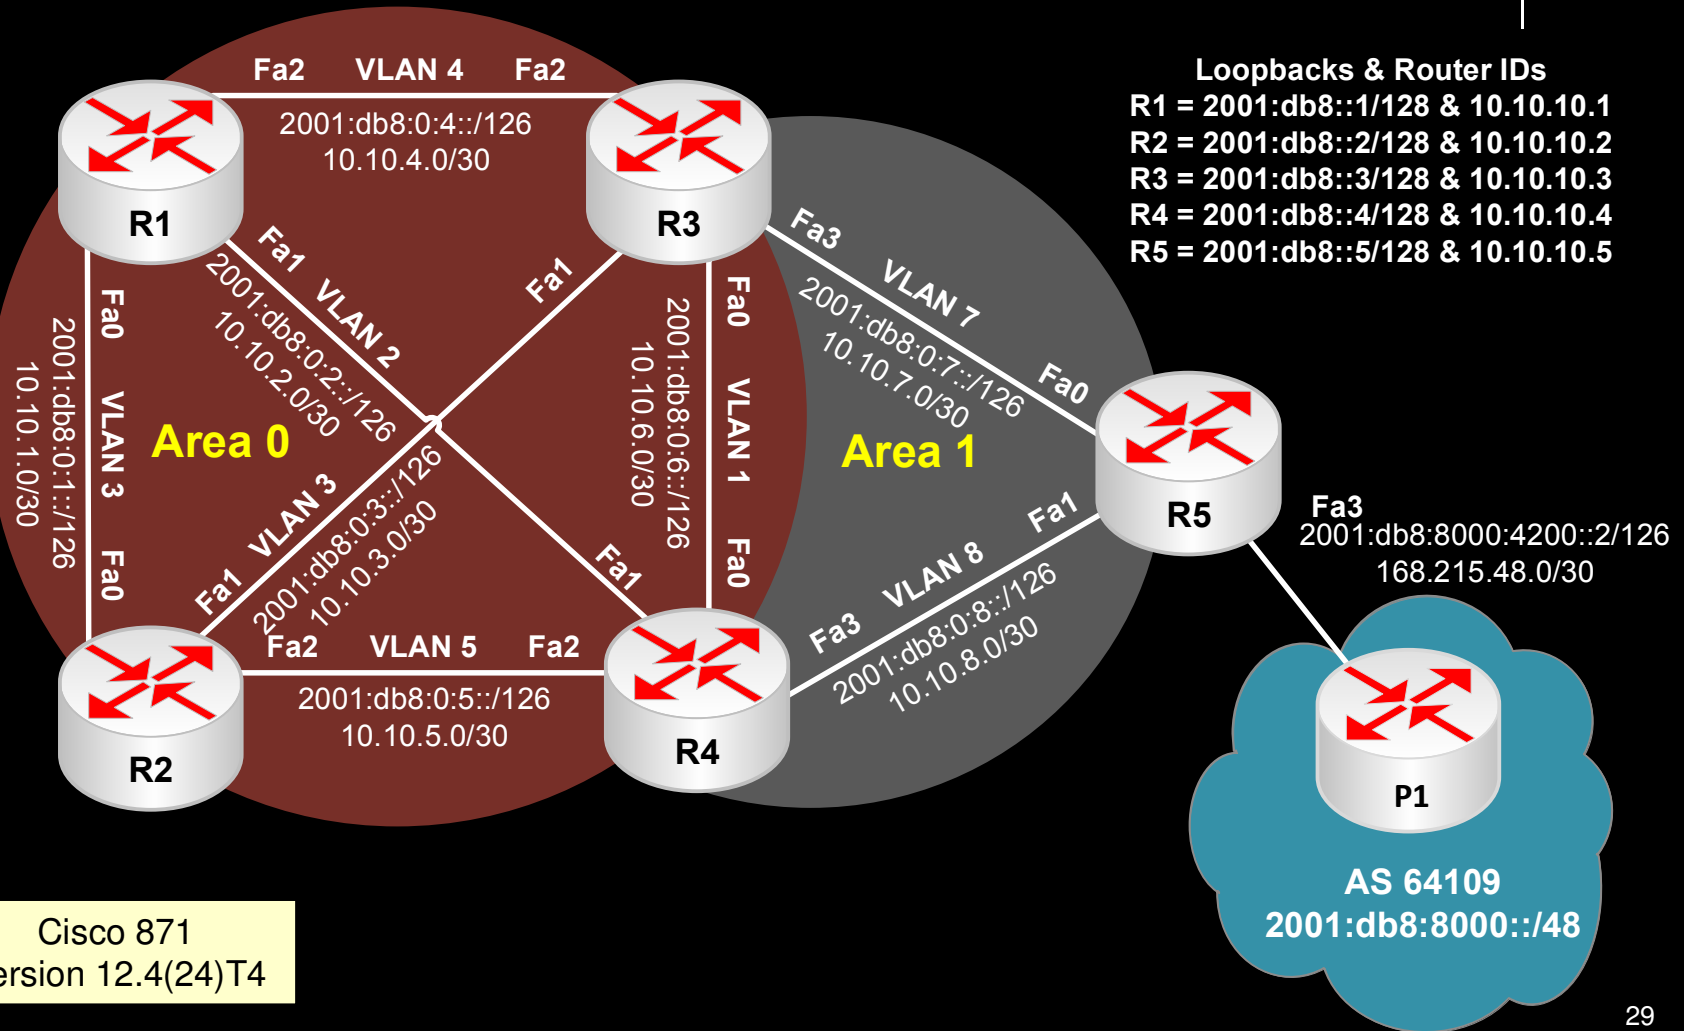 Loopbacks & Router IDs
R1 = 2001:db8::1/128 & 10.10.10.1
R2 = 2001:db8::2/128 & 10.10.10.2
R3 = 2001:db8::3/128 & 10.10.10.3
R4 = 2001:db8::4/128 & 10.10.10.4
R5 = 2001:db8::5/128 & 10.10.10.5
Fa2 VLAN 4 Fa2
2001:db8:0:4::/126
10.10.4.0/30
R1
R3
Fa1 VLAN 2
2001:db8:0:2::/126
10.10.2.0/30
Fa1
Fa0 VLAN 3 Fa0
2001:db8:0:1::/126
10.10.1.0/30
Area 0
Fa1
VLAN 3
Fa1
2001:db8:0:3::/126
10.10.3.0/30
Fa0 VLAN 1 Fa0
2001:db8:0:6::/126
10.10.6.0/30
Fa3 VLAN 7 Fa0
2001:db8:0:7::/126
10.10.7.0/30
Area 1
R5
Fa3 VLAN 8 Fa1
2001:db8:0:8::/126
10.10.8.0/30
Fa3
2001:db8:8000:4200::2/126
168.215.48.0/30
Fa2 VLAN 5 Fa2
2001:db8:0:5::/126
10.10.5.0/30
R2
R4
P1
AS 64109
2001:db8:8000::/48
Cisco 871
ersion 12.4(24)T4
29